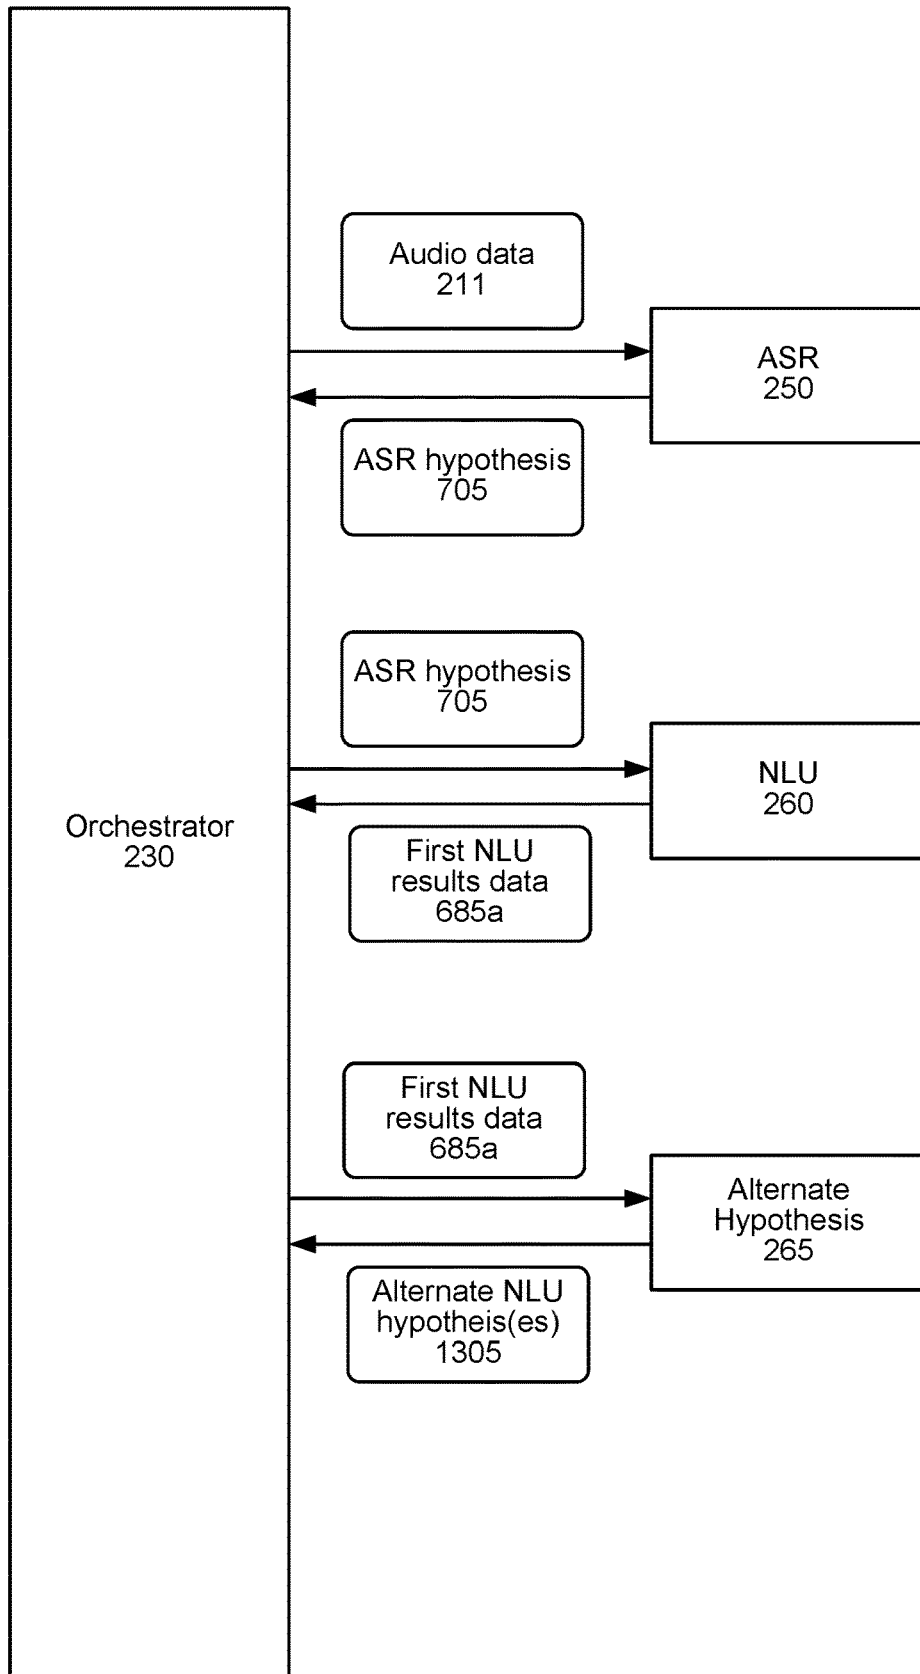 Audio data
211
ASR
250
ASR hypothesis
705
ASR hypothesis
705
NLU
260
Orchestrator
230
First NLU
results data
685a
First NLU
results data
685a
Alternate
Hypothesis
265
Alternate NLU
hypotheis(es)
1305